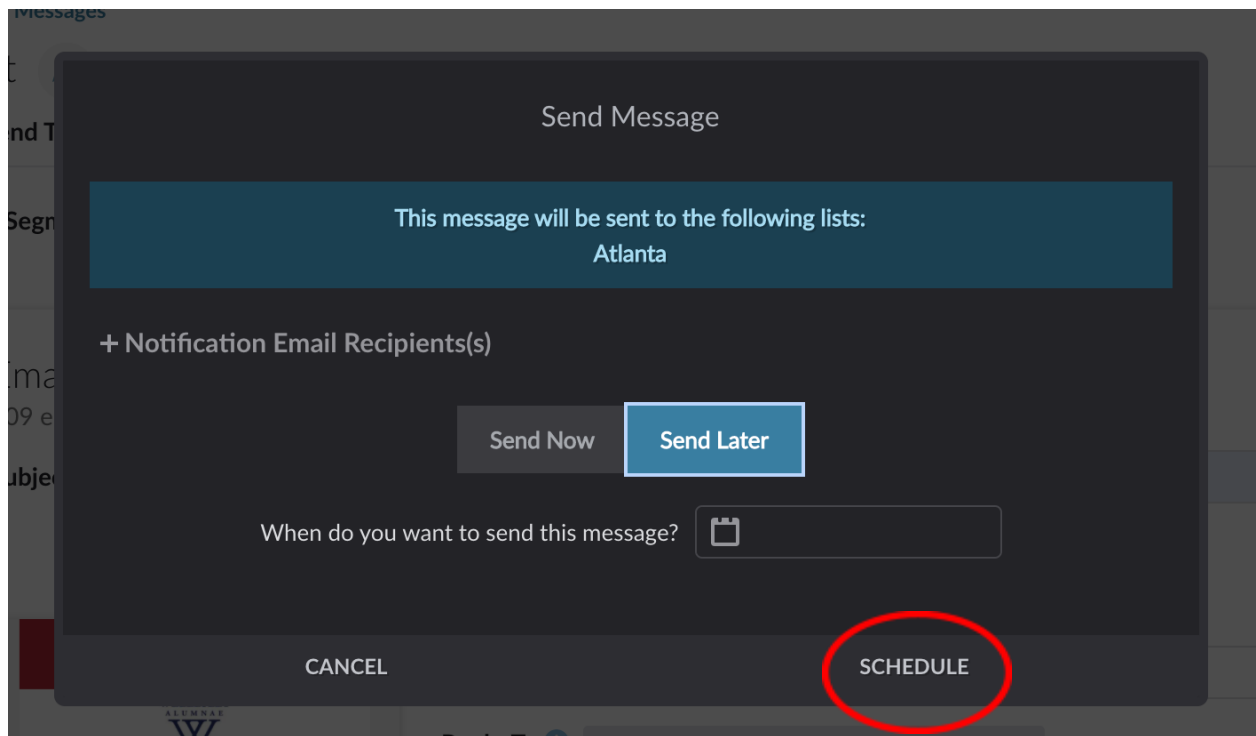 Messages
Send Message
This message will be sent to the following lists:
Atlanta
+ Notification Email Recipients(s)
Send Now
Send Later
When do you want to send this message?
CANCEL
SCHEDULE
ALUMNAE
W